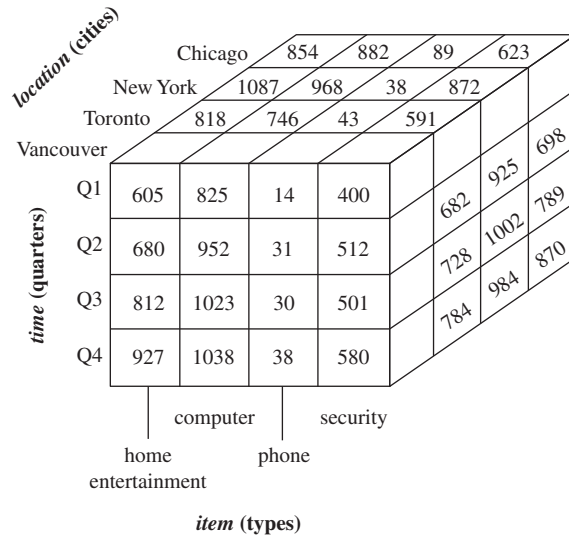 location (cities)
Chicago 854 882 89 623
New York 1087 968 38 872
Toronto 818 746 43 591
Vancouver
time (quarters)
Q1 605 825 14 400
Q2 680 952 31 512
Q3 812 1023 30 501
Q4 927 1038 38 580
682 925 698
728 1002 789
784 984 870
computer security
home phone
entertainment
item (types)